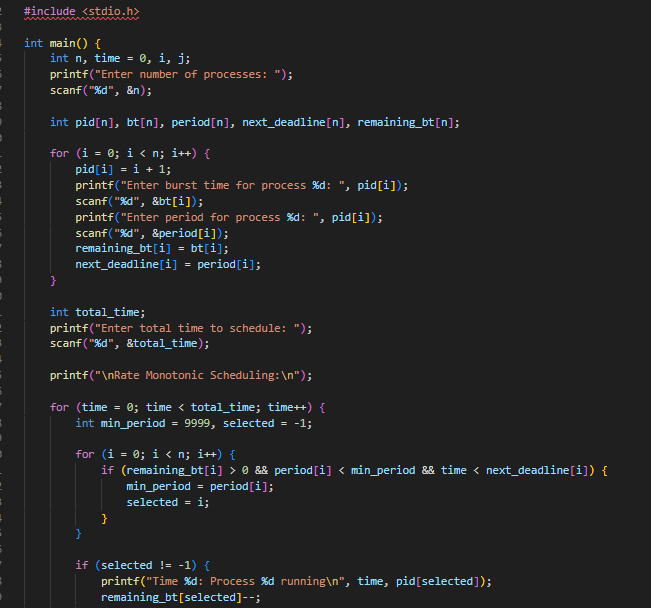 #include <stdio.h>
int main() {
    int n, time = 0, i, j;
    printf("Enter number of processes: ");
    scanf("%d", &n);
    int pid[n], bt[n], period[n], next_deadline[n], remaining_bt[n];
    for (i = 0; i < n; i++) {
        pid[i] = i + 1;
        printf("Enter burst time for process %d: ", pid[i]);
        scanf("%d", &bt[i]);
        printf("Enter period for process %d: ", pid[i]);
        scanf("%d", &period[i]);
        remaining_bt[i] = bt[i];
        next_deadline[i] = period[i];
    }
    int total_time;
    printf("Enter total time to schedule: ");
    scanf("%d", &total_time);
    printf("\nRate Monotonic Scheduling:\n");
    for (time = 0; time < total_time; time++) {
        int min_period = 9999, selected = -1;
        for (i = 0; i < n; i++) {
            if (remaining_bt[i] > 0 && period[i] < min_period && time < next_deadline[i]) {
                min_period = period[i];
                selected = i;
            }
        }
        if (selected != -1) {
            printf("Time %d: Process %d running\n", time, pid[selected]);
            remaining_bt[selected]--;